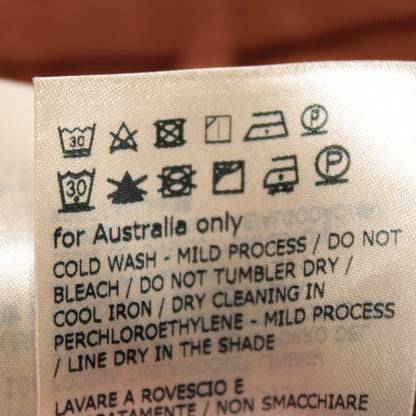 30 P
30 P
for Australia only
COLD WASH - MILD PROCESS / DO NOT
BLEACH / DO NOT TUMBLER DRY /
COOL IRON / DRY CLEANING IN
PERCHLOROETHYLENE - MILD PROCESS
/ LINE DRY IN THE SHADE
LAVARE A ROVESCIO E
NON SMACCHIARE